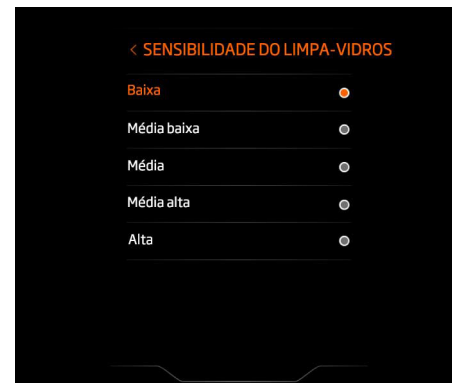 < SENSIBILIDADE DO LIMPA-VIDROS
Baixa
Média baixa
Média
Média alta
Alta